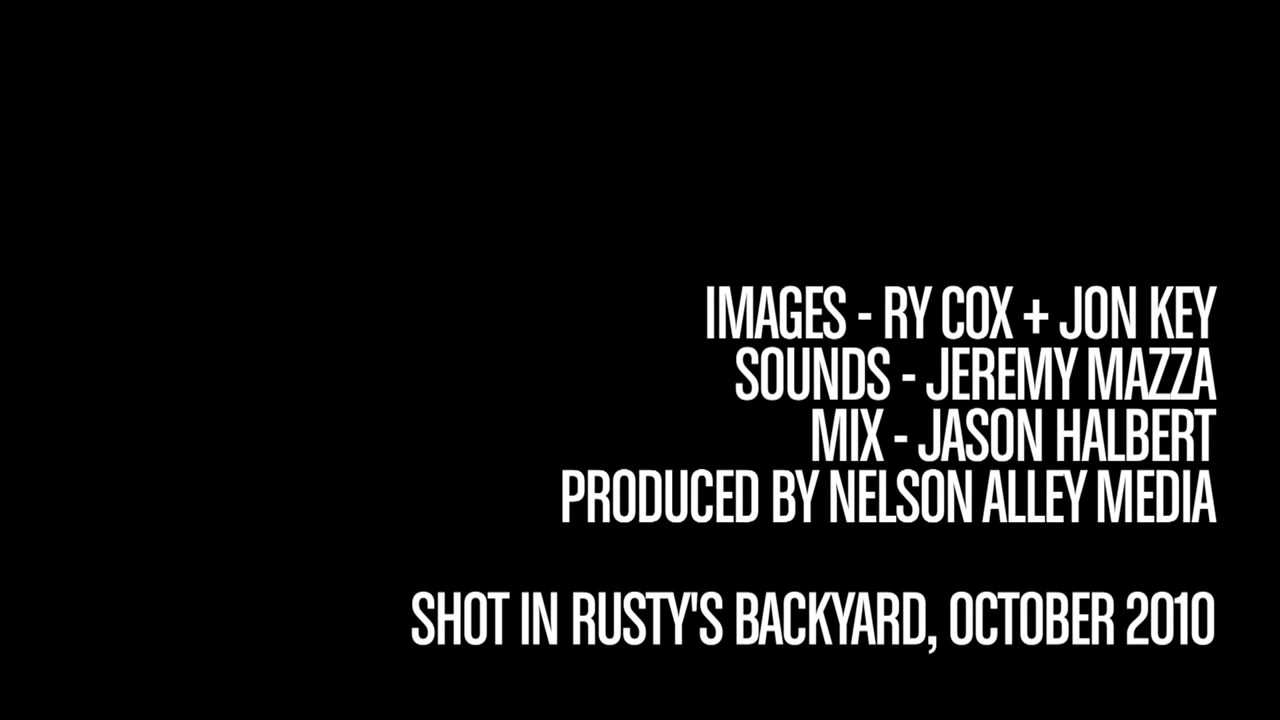 IMAGES - RY COX + JON KEY
SOUNDS - JEREMY MAZZA
MIX - JASON HALBERT
PRODUCED BY NELSON ALLEY MEDIA
SHOT IN RUSTY'S BACKYARD, OCTOBER 2010